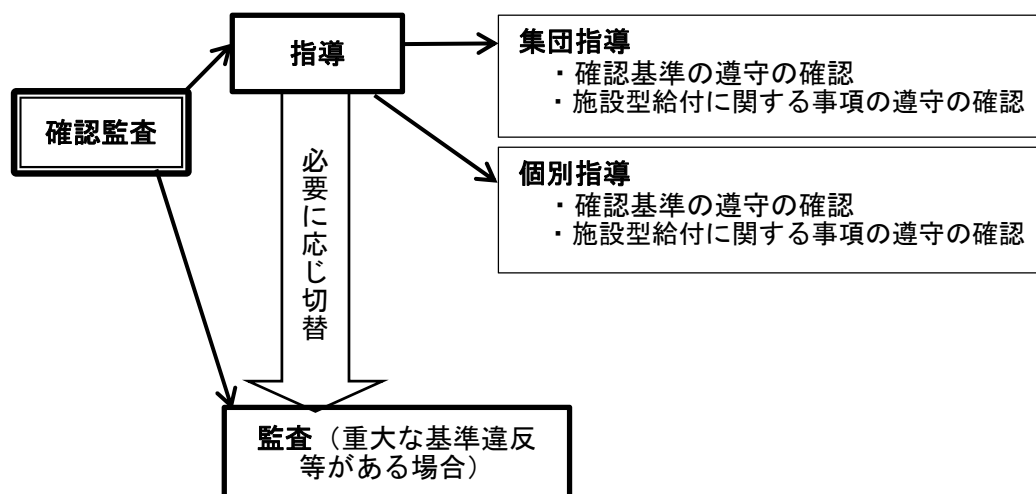 確認監査
指導
集団指導
・確認基準の遵守の確認
・施設型給付に関する事項の遵守の確認
個別指導
・確認基準の遵守の確認
・施設型給付に関する事項の遵守の確認
必要に応じ切替
監査（重大な基準違反
等がある場合）